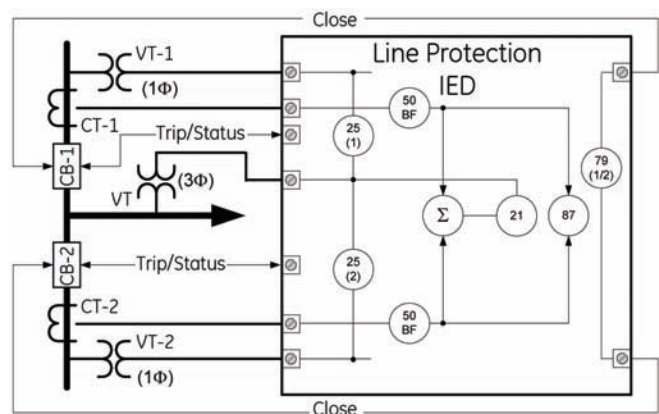 Close
VT-1
(1Φ)
CT-1
Trip/Status
CB-1
VT
(3Φ)
CB-2
Trip/Status
CT-2
VT-2
(1Φ)
Line Protection
IED
50
BF
25
(1)
79
(1/2)
Σ
21
87
25
(2)
50
BF
Close